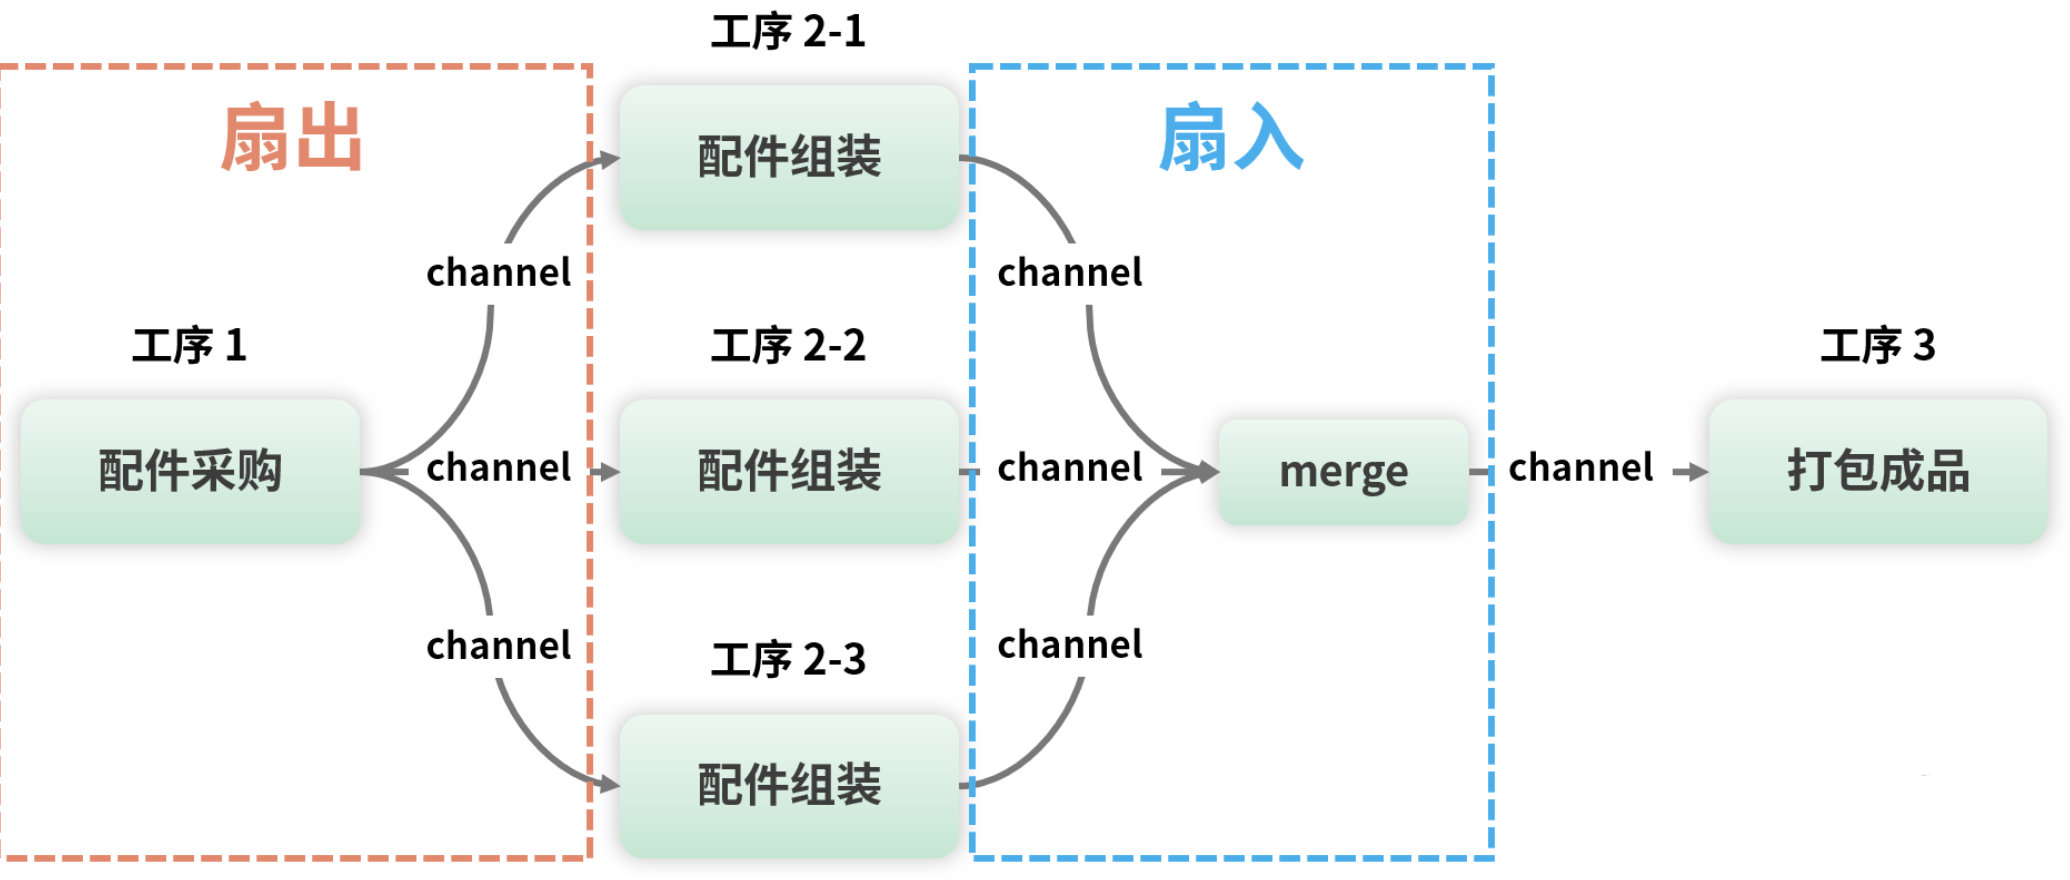 工序 2-1
扇出
扇入
配件组装
channel
channel
工序 1
工序 2-2
工序 3
配件采购
channel
配件组装
channel
merge
channel
打包成品
channel
工序 2-3
channel
配件组装